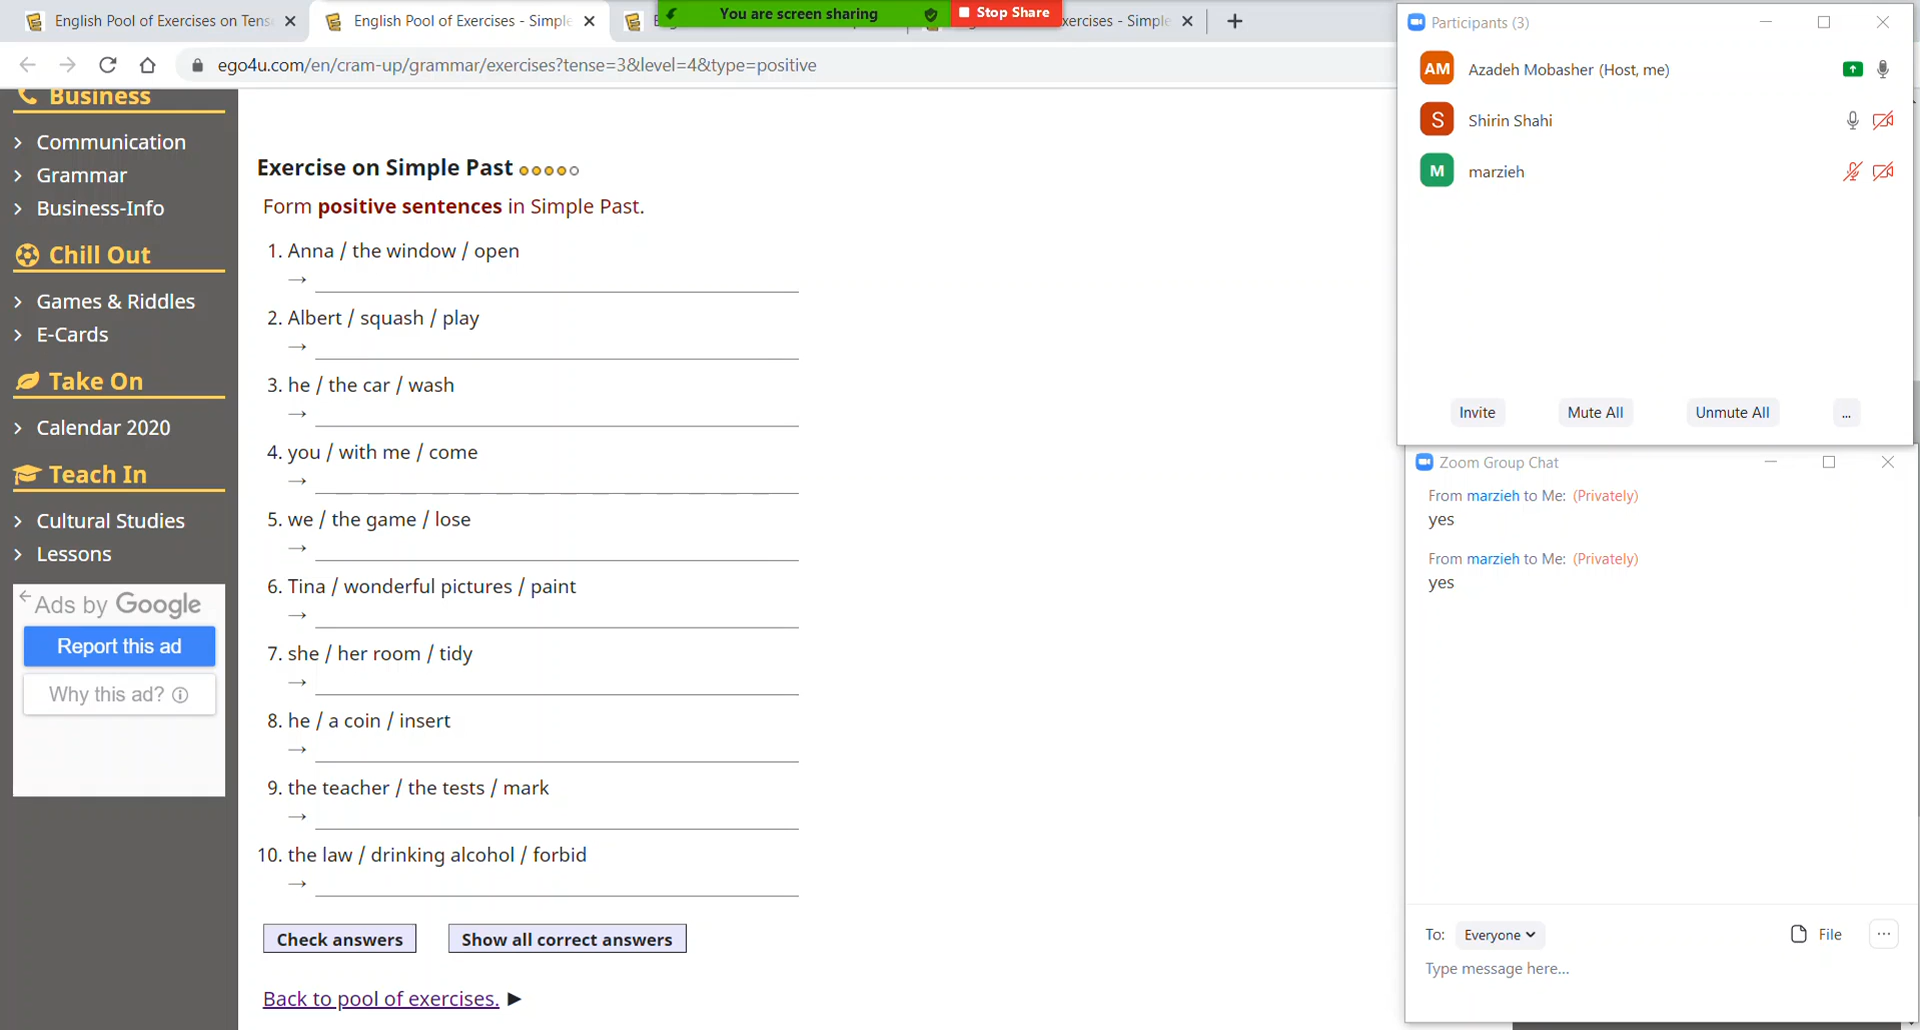 English Pool of Exercises on Tens
English Pool of Exercises - Simple
You are screen sharing
Stop Share
xercises - Simple
ego4u.com/en/cram-up/grammar/exercises?tense=3&level=4&type=positive
Business
Communication
Grammar
Business-Info
Chill Out
Games & Riddles
E-Cards
Take On
Calendar 2020
Teach In
Cultural Studies
Lessons
Ads by Google
Report this ad
Why this ad?
Exercise on Simple Past
Form positive sentences in Simple Past.
1. Anna / the window / open
→
2. Albert / squash / play
→
3. he / the car / wash
→
4. you / with me / come
→
5. we / the game / lose
→
6. Tina / wonderful pictures / paint
→
7. she / her room / tidy
→
8. he / a coin / insert
→
9. the teacher / the tests / mark
→
10. the law / drinking alcohol / forbid
→
Check answers
Show all correct answers
Back to pool of exercises. ►
Participants (3)
AM Azadeh Mobasher (Host, me)
S Shirin Shahi
M marzieh
Invite
Mute All
Unmute All
...
Zoom Group Chat
From marzieh to Me: (Privately)
yes
From marzieh to Me: (Privately)
yes
To: Everyone
File
...
Type message here...